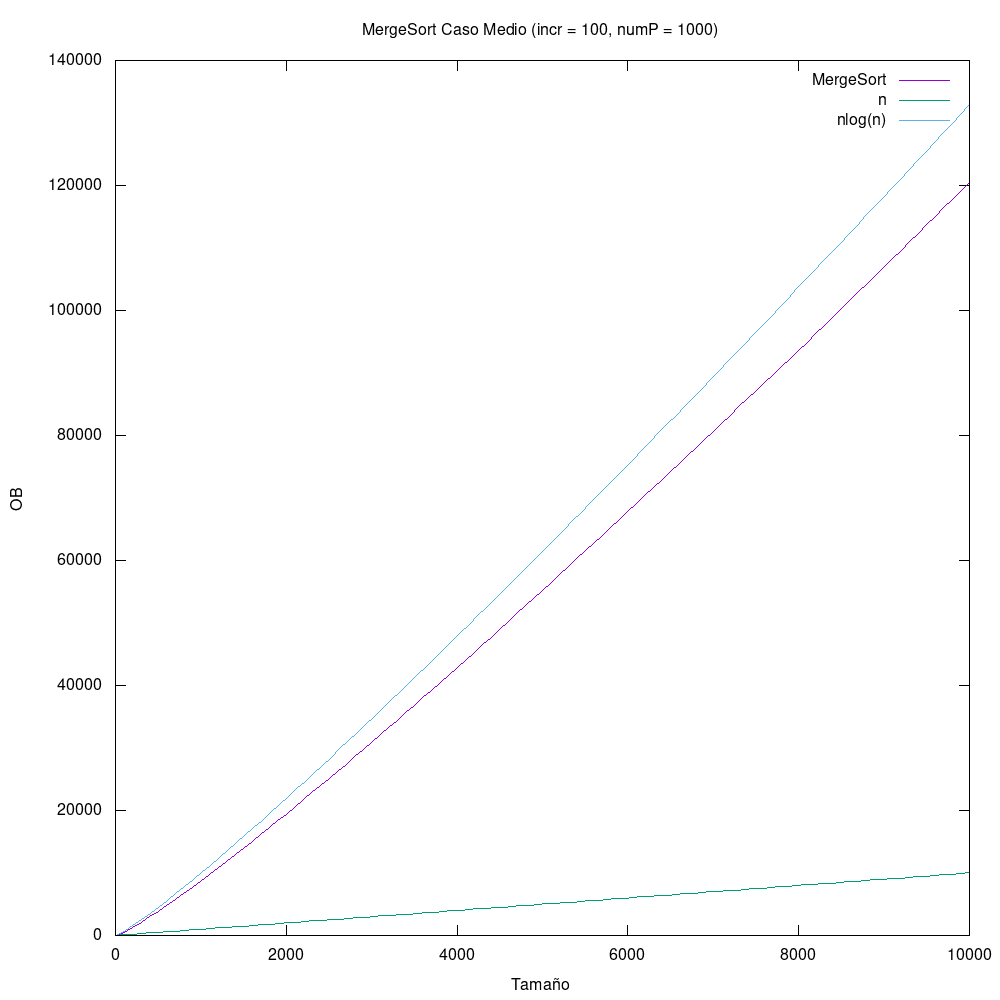 MergeSort Caso Medio (incr = 100, numP = 1000)
140000
120000
100000
80000
60000
40000
20000
0
MergeSort
n
nlog(n)
OB
0 2000 4000 6000 8000 10000
Tamaño